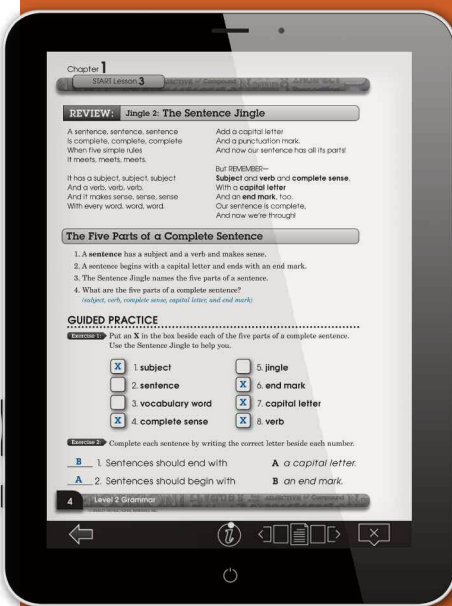 Chapter 1
START Lesson 3
REVIEW: Jingle 2: The Sentence Jingle
A sentence, sentence, sentence
Is complete, complete, complete
When five simple rules
It meets, meets, meets.
It has a subject, subject, subject
And a verb, verb, verb.
And it makes sense, sense, sense
With every word, word, word.
Add a capital letter
And a punctuation mark.
And now our sentence has all its parts!
But REMEMBER—
Subject and verb and complete sense,
With a capital letter
And an end mark, too.
Our sentence is complete,
And now we're through!
The Five Parts of a Complete Sentence
1. A sentence has a subject and a verb and makes sense.
2. A sentence begins with a capital letter and ends with an end mark.
3. The Sentence Jingle names the five parts of a sentence.
4. What are the five parts of a complete sentence?
(subject, verb, complete sense, capital letter, and end mark)
GUIDED PRACTICE
Exercise 1: Put an X in the box beside each of the five parts of a complete sentence.
Use the Sentence Jingle to help you.
X 1. subject
2. sentence
3. vocabulary word
X 4. complete sense
5. jingle
X 6. end mark
X 7. capital letter
X 8. verb
Exercise 2: Complete each sentence by writing the correct letter beside each number.
B 1. Sentences should end with A a capital letter.
A 2. Sentences should begin with B an end mark.
4 Level 2 Grammar